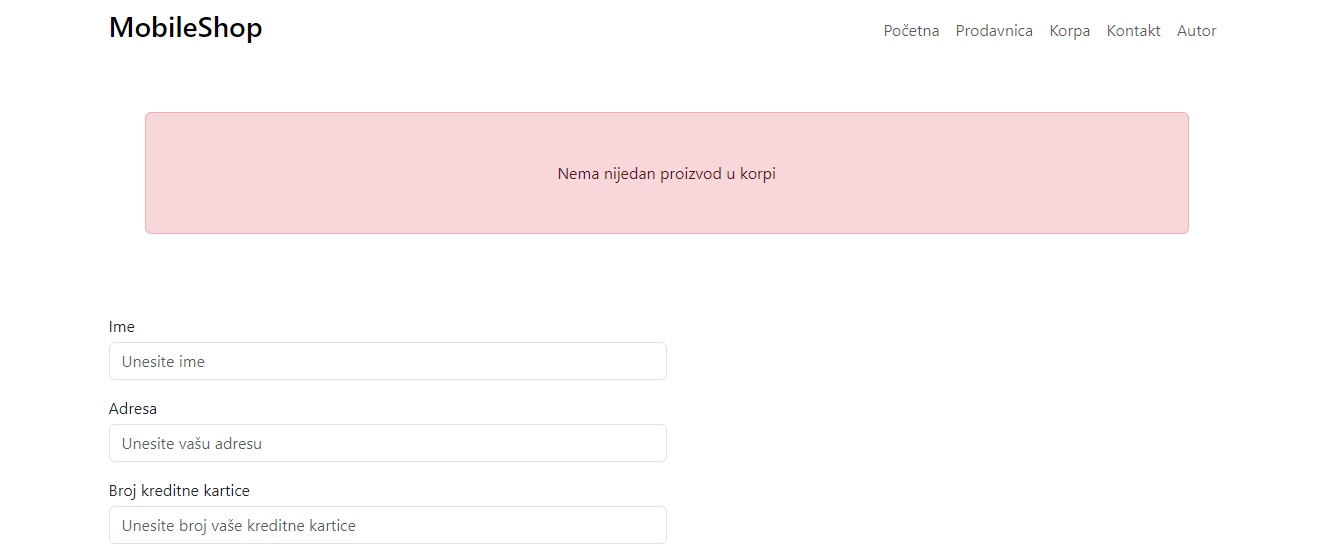 MobileShop
Početna Prodavnica Korpa Kontakt Autor
Nema nijedan proizvod u korpi
Ime
Unesite ime
Adresa
Unesite vašu adresu
Broj kreditne kartice
Unesite broj vaše kreditne kartice